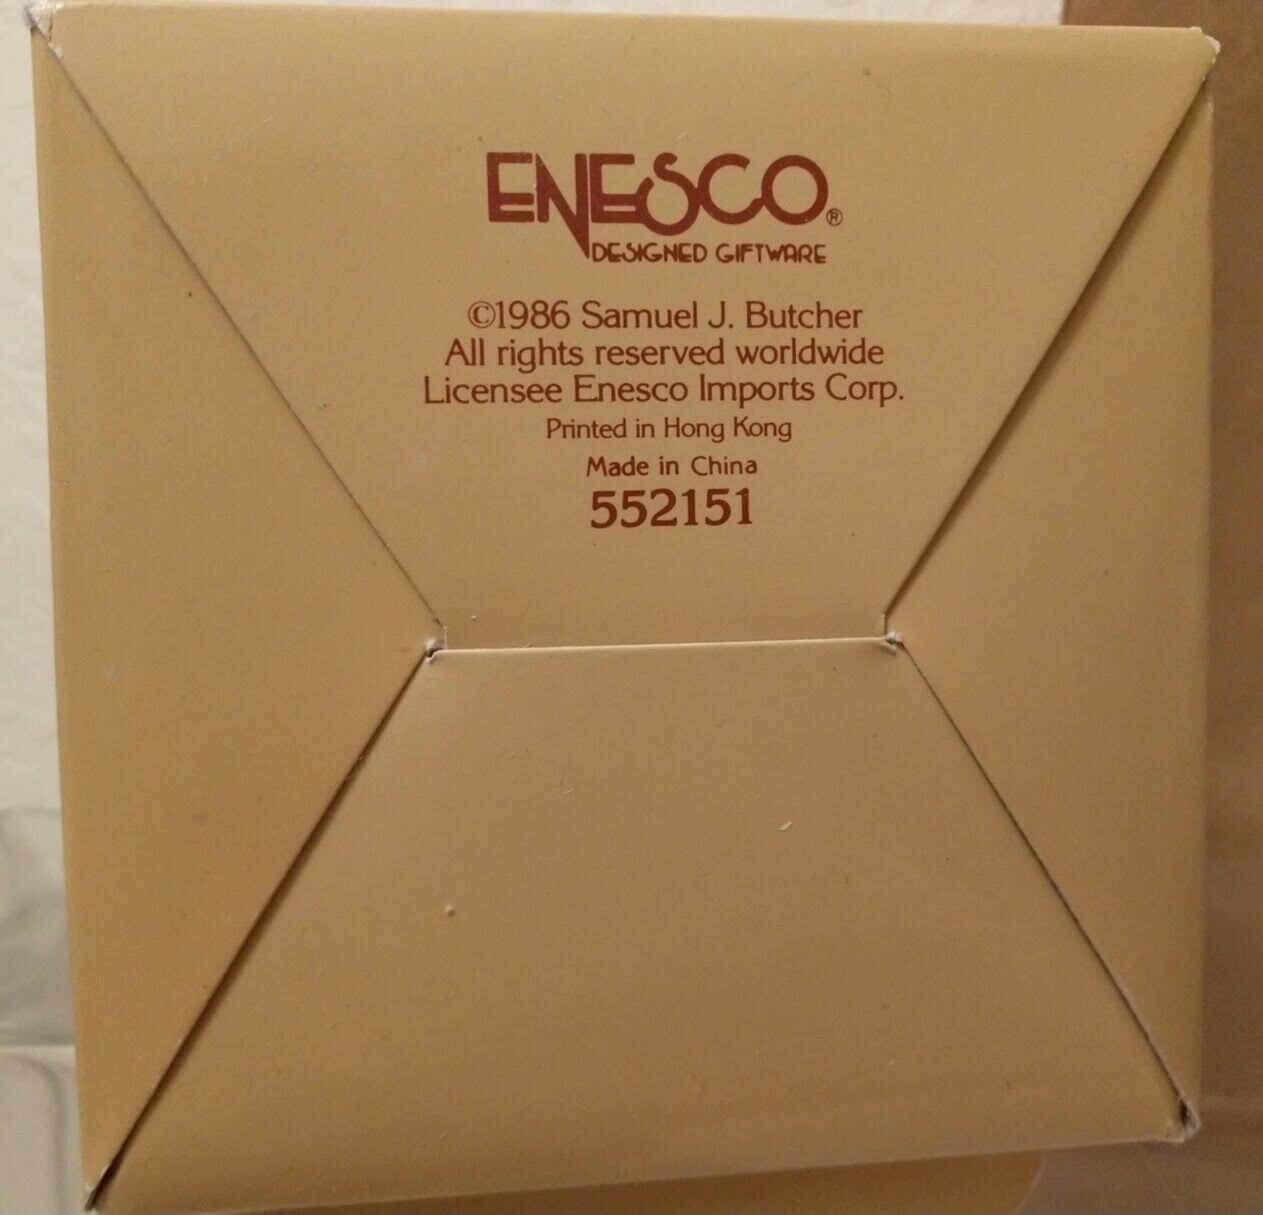 ENESCO®
DESIGNED GIFTWARE
©1986 Samuel J. Butcher
All rights reserved worldwide
Licensee Enesco Imports Corp.
Printed in Hong Kong
Made in China
552151